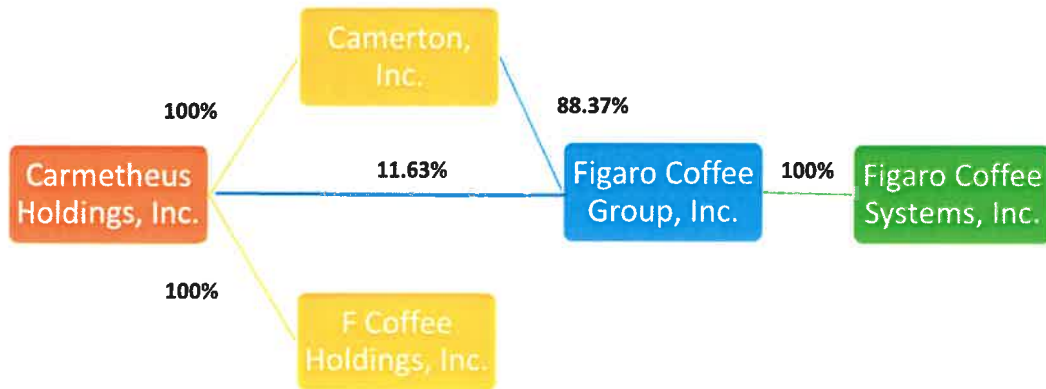 Camerton,
Inc.
100%
88.37%
Carmetheus
Holdings, Inc.
11.63%
Figaro Coffee
Group, Inc.
100%
Figaro Coffee
Systems, Inc.
100%
F Coffee
Holdings, Inc.